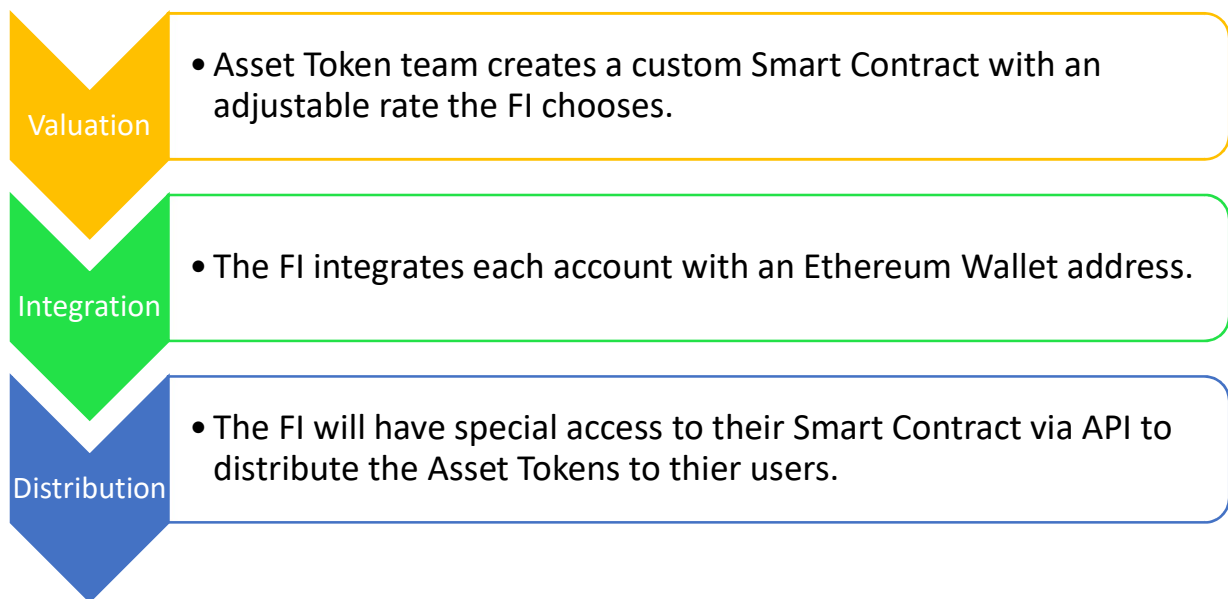 Valuation
• Asset Token team creates a custom Smart Contract with an
adjustable rate the FI chooses.
Integration
• The FI integrates each account with an Ethereum Wallet address.
Distribution
• The FI will have special access to their Smart Contract via API to
distribute the Asset Tokens to thier users.